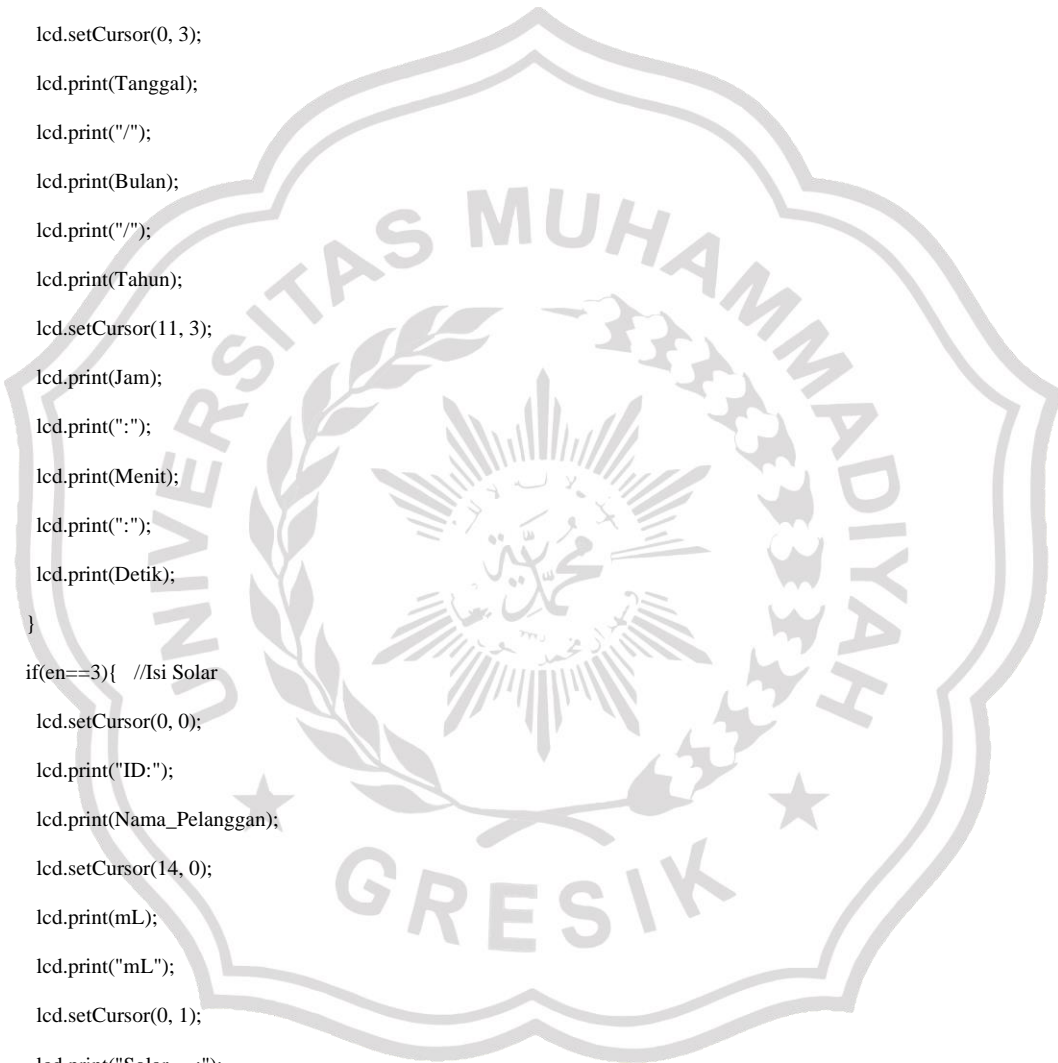 lcd.setCursor(0, 3);
lcd.print(Tanggal);
lcd.print("/");
lcd.print(Bulan);
lcd.print("/");
lcd.print(Tahun);
lcd.setCursor(11, 3);
lcd.print(Jam);
lcd.print(":");
lcd.print(Menit);
lcd.print(":");
lcd.print(Detik);
}
if(en==3){ //Isi Solar
lcd.setCursor(0, 0);
lcd.print("ID:");
lcd.print(Nama_Pelanggan);
lcd.setCursor(14, 0);
lcd.print(mL);
lcd.print("mL");
lcd.setCursor(0, 1);
UNIVERSITAS MUHAMMADIYAH
GRESIK
محمد